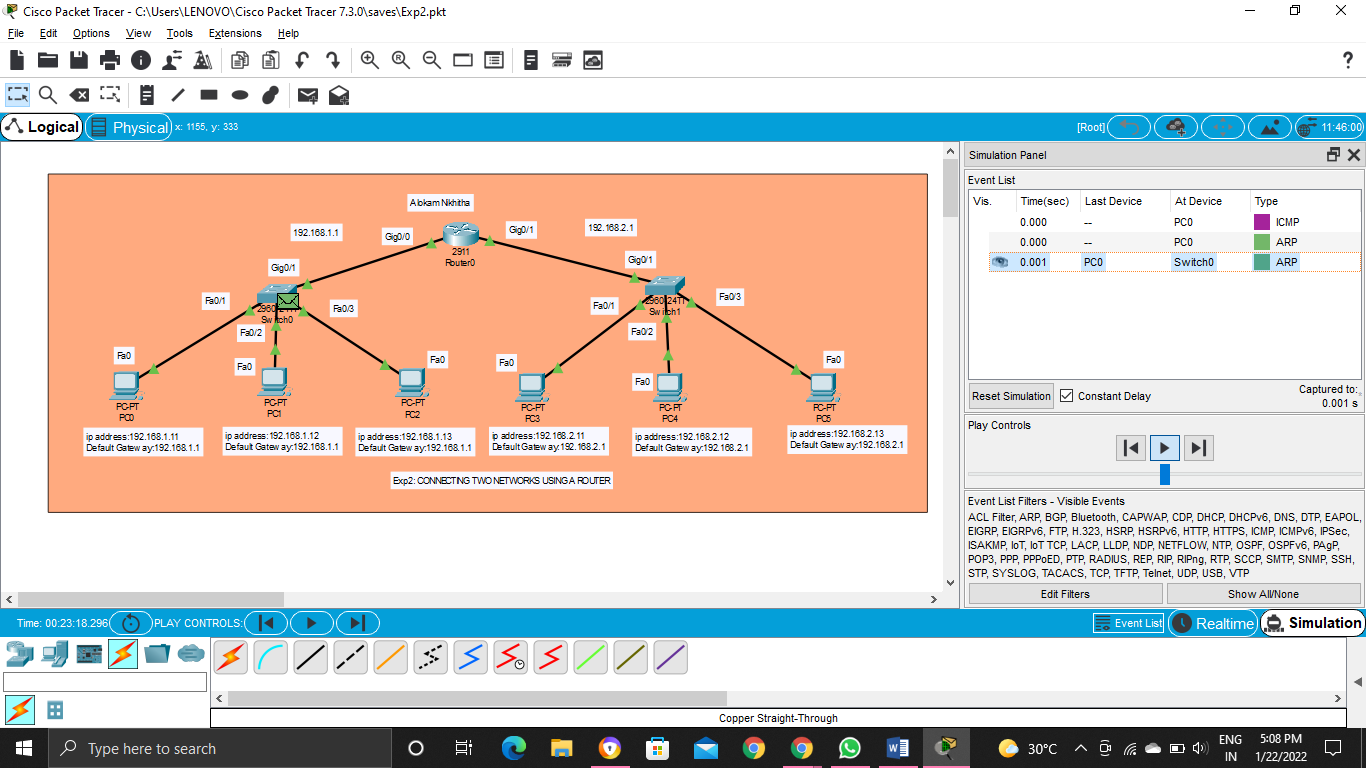 Cisco Packet Tracer - C:\Users\LENOVO\Cisco Packet Tracer 7.3.0\saves\Exp2.pkt
File Edit Options View Tools Extensions Help
Logical Physical x: 1155, y: 333 [Root] 11:46:00
Simulation Panel
Event List
Vis. Time(sec) Last Device At Device Type
0.000 -- PC0 ICMP
0.000 -- PC0 ARP
0.001 PC0 Switch0 ARP
Reset Simulation Constant Delay Captured to:
0.001 s
Play Controls
Event List Filters - Visible Events
ACL Filter, ARP, BGP, Bluetooth, CAPWAP, CDP, DHCP, DHCPv6, DNS, DTP, EAPOL,
EIGRP, EIGRPv6, FTP, H.323, HSRP, HSRPv6, HTTP, HTTPS, ICMP, ICMPv6, IPSec,
ISAKMP, IoT, IoT TCP, LACP, LLDP, NDP, NETFLOW, NTP, OSPF, OSPFv6, PAgP,
POP3, PPP, PPPoED, PTP, RADIUS, REP, RIP, RIPng, RTP, SCCP, SMTP, SNMP, SSH,
STP, SYSLOG, TACACS, TCP, TFTP, Telnet, UDP, USB, VTP
Edit Filters Show All/None
Alokam Nikhitha
192.168.1.1 Gig0/0 Gig0/1 192.168.2.1
2911
Router0
Gig0/1 Gig0/1
Switch1
Fa0/1 Fa0/3 Fa0/1 Fa0/3
Fa0/2 Fa0/2
Fa0 Fa0 Fa0 Fa0 Fa0 Fa0
PC-PT PC-PT PC-PT PC-PT PC-PT PC-PT
PC0 PC1 PC2 PC3 PC4 PC5
ip address:192.168.1.11
Default Gateway:192.168.1.1
ip address:192.168.1.12
Default Gateway:192.168.1.1
ip address:192.168.1.13
Default Gateway:192.168.1.1
ip address:192.168.2.11
Default Gateway:192.168.2.1
ip address:192.168.2.12
Default Gateway:192.168.2.1
ip address:192.168.2.13
Default Gateway:192.168.2.1
Exp2: CONNECTING TWO NETWORKS USING A ROUTER
Time: 00:23:18.296 PLAY CONTROLS: Event List Realtime Simulation
Copper Straight-Through
Type here to search 30°C ENG
IN 5:08 PM
1/22/2022